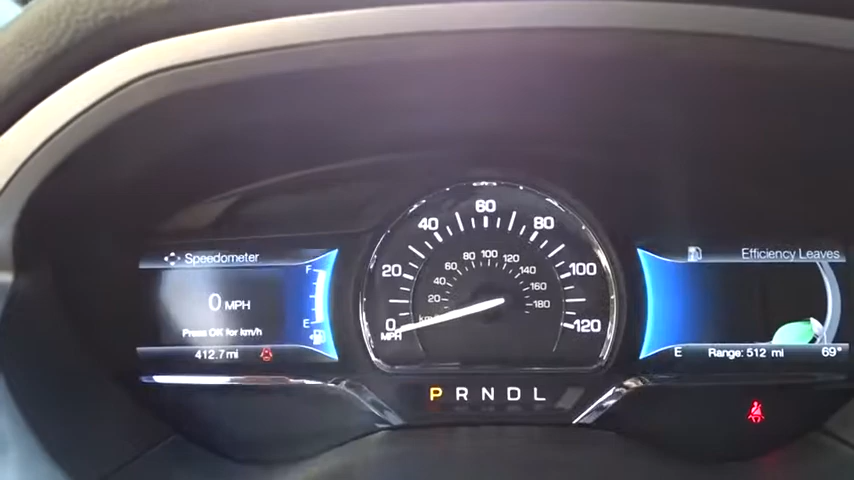 Speedometer
F
0 MPH
E
Press OK for km/h
412.7 mi
0 20 40 60 80 100 120
MPH
km/h 20 40 60 80 100 120 140 160 180
P R N D L
Efficiency Leaves
E Range: 512 mi 69°